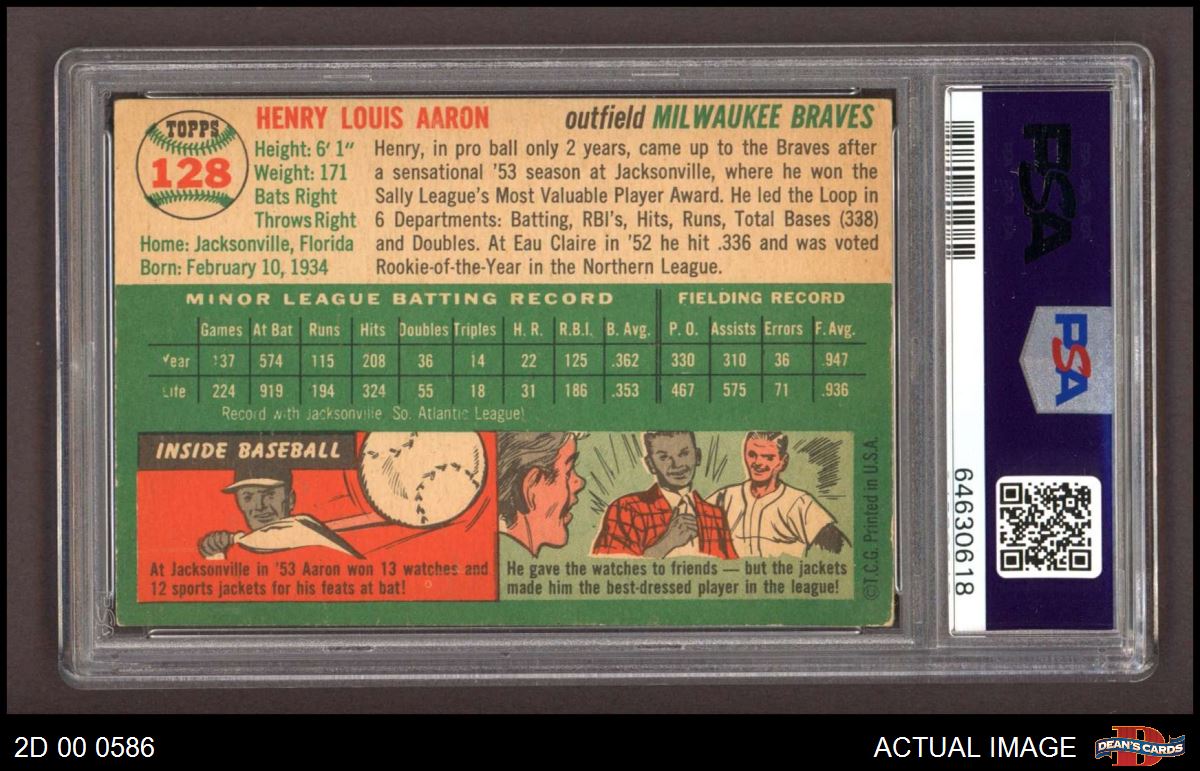 TOPPS
128
HENRY LOUIS AARON
outfield MILWAUKEE BRAVES
Height: 6' 1"
Weight: 171
Bats Right
Throws Right
Home: Jacksonville, Florida
Born: February 10, 1934
Henry, in pro ball only 2 years, came up to the Braves after
a sensational '53 season at Jacksonville, where he won the
Sally League's Most Valuable Player Award. He led the Loop in
6 Departments: Batting, RBI's, Hits, Runs, Total Bases (338)
and Doubles. At Eau Claire in '52 he hit .336 and was voted
Rookie-of-the-Year in the Northern League.
MINOR LEAGUE BATTING RECORD FIELDING RECORD
Games At Bat Runs Hits Doubles Triples H. R. R.B.I. B. Avg. P. O. Assists Errors F. Avg.
Year 137 574 115 208 36 14 22 125 .362 330 310 36 .947
Life 224 919 194 324 55 18 31 186 .353 467 575 71 .936
Record with Jacksonville So. Atlantic League)
INSIDE BASEBALL
At Jacksonville in '53 Aaron won 13 watches and
12 sports jackets for his feats at bat!
He gave the watches to friends — but the jackets
made him the best-dressed player in the league!
©T.C.G. Printed in U.S.A.
PSA
PSA
64630618
2D 00 0586
ACTUAL IMAGE
DEAN'S CARDS